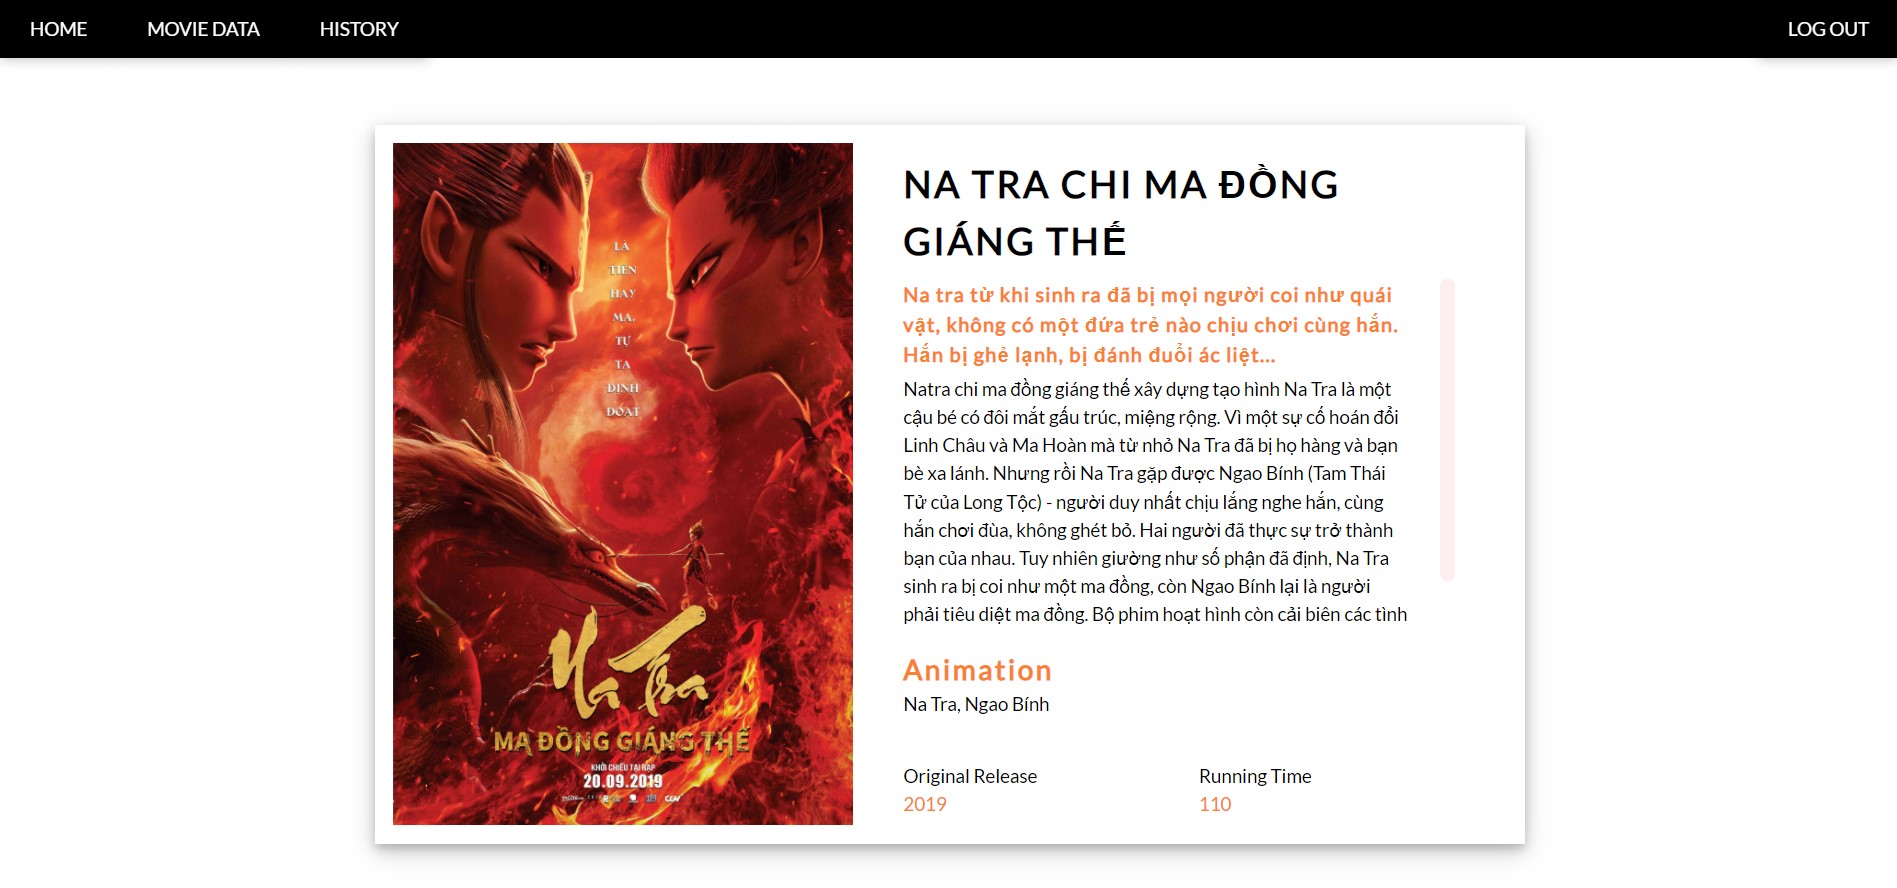 HOME
MOVIE DATA
HISTORY
LOG OUT
LÀ
TIÊN
HAY
MA,
TỰ
TA
ĐỊNH
ĐOẠT
Na Tra
MA ĐỒNG GIÁNG THẾ
KHỞI CHIẾU TẠI RẠP
20.09.2019
CGV
NA TRA CHI MA ĐỒNG
GIÁNG THẾ
Na tra từ khi sinh ra đã bị mọi người coi như quái
vật, không có một đứa trẻ nào chịu chơi cùng hắn.
Hắn bị ghẻ lạnh, bị đánh đuổi ác liệt...
Natra chi ma đồng giáng thế xây dựng tạo hình Na Tra là một
cậu bé có đôi mắt gấu trúc, miệng rộng. Vì một sự cố hoán đổi
Linh Châu và Ma Hoàn mà từ nhỏ Na Tra đã bị họ hàng và bạn
bè xa lánh. Nhưng rồi Na Tra gặp được Ngao Bính (Tam Thái
Tử của Long Tộc) - người duy nhất chịu lắng nghe hắn, cùng
hắn chơi đùa, không ghét bỏ. Hai người đã thực sự trở thành
bạn của nhau. Tuy nhiên giường như số phận đã định, Na Tra
sinh ra bị coi như một ma đồng, còn Ngao Bính lại là người
phải tiêu diệt ma đồng. Bộ phim hoạt hình còn cải biên các tình
Animation
Na Tra, Ngao Bính
Original Release
2019
Running Time
110